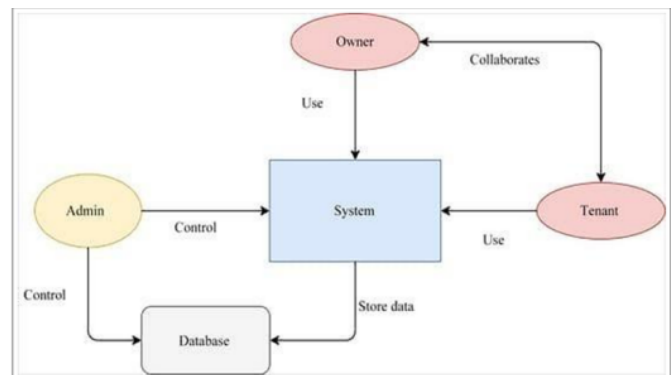 Owner
Collaborates
Use
Admin
System
Tenant
Control
Use
Control
Store data
Database